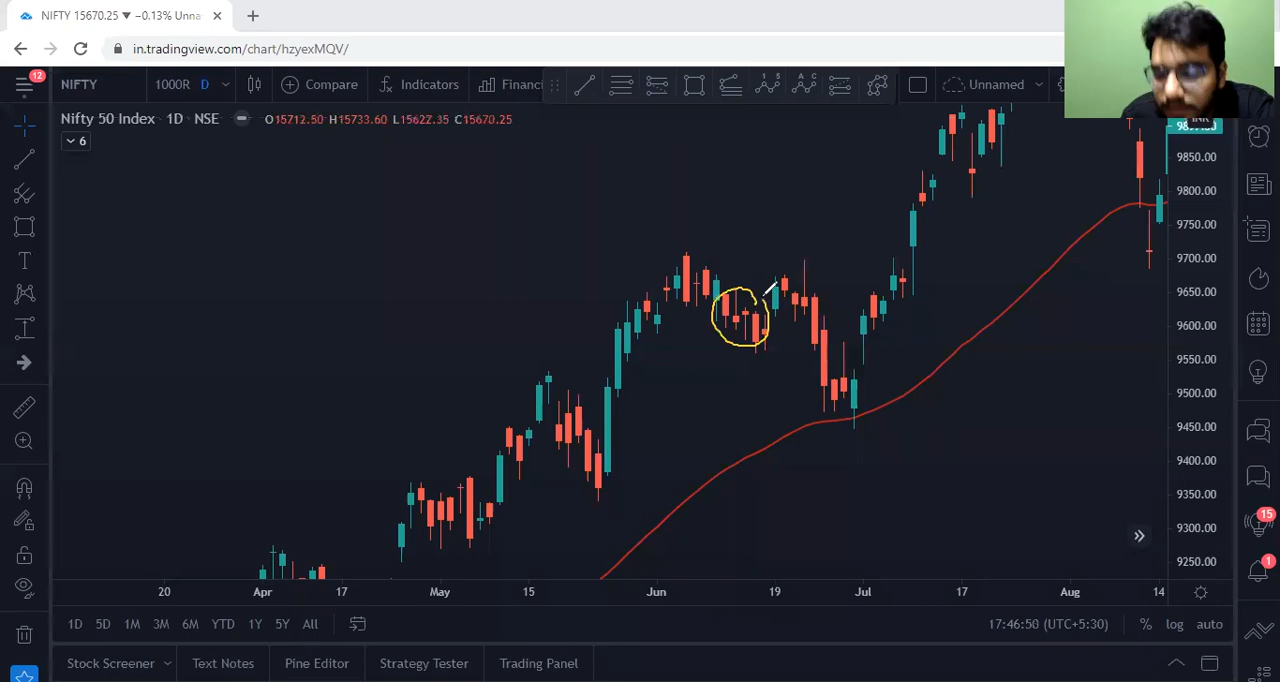 NIFTY 15670.25 ▼ −0.13% Unna
in.tradingview.com/chart/hzyexMQV/
12
NIFTY
1000R
D
Compare
Indicators
Financi
Unnamed
Nifty 50 Index • 1D • NSE
O15712.50 H15733.60 L15622.35 C15670.25
6
9850.00
9800.00
9750.00
9700.00
9650.00
9600.00
9550.00
9500.00
9450.00
9400.00
9350.00
9300.00
9250.00
15
1
20 Apr 17 May 15 Jun 19 Jul 17 Aug 14
1D 5D 1M 3M 6M YTD 1Y 5Y All
17:46:50 (UTC+5:30) % log auto
Stock Screener Text Notes Pine Editor Strategy Tester Trading Panel